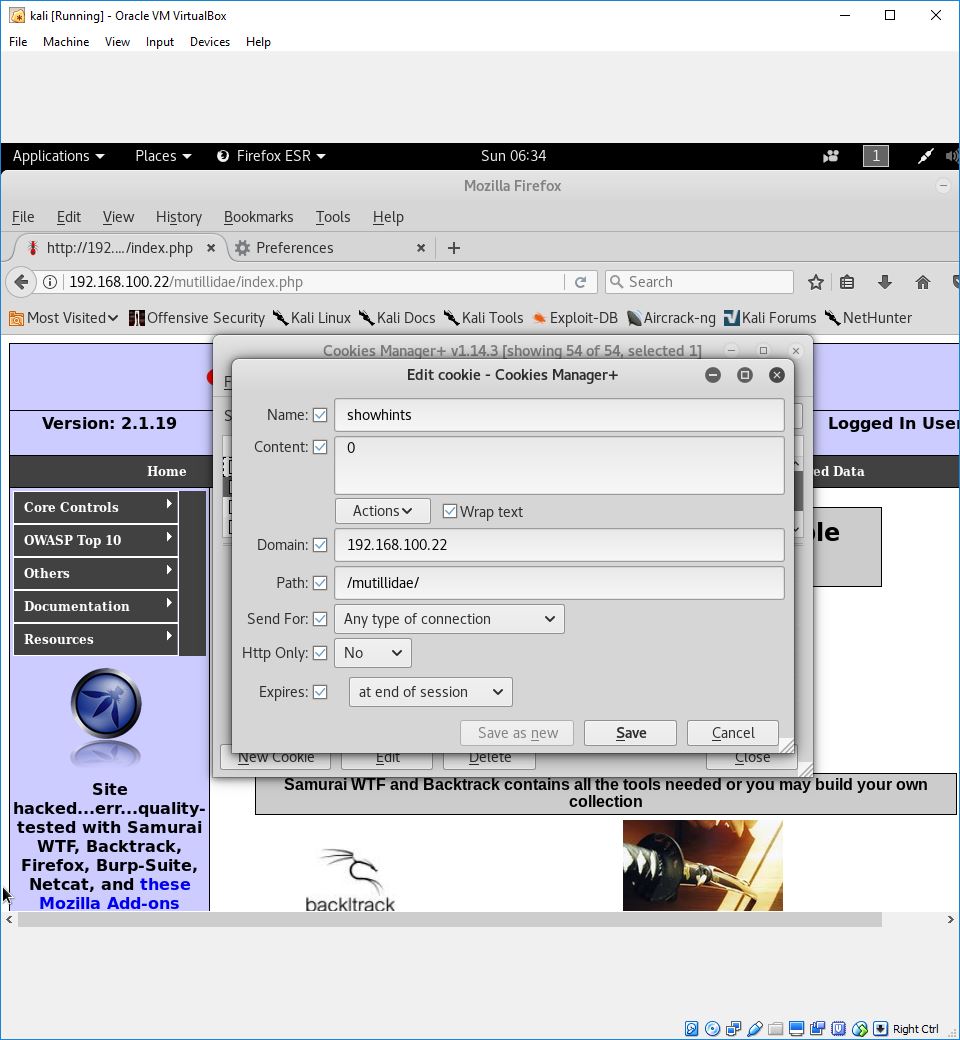 kali [Running] - Oracle VM VirtualBox
File Machine View Input Devices Help
Applications Places Firefox ESR Sun 06:34 1
Mozilla Firefox
File Edit View History Bookmarks Tools Help
http://192..../index.php Preferences
192.168.100.22/mutillidae/index.php Search
Most Visited Offensive Security Kali Linux Kali Docs Kali Tools Exploit-DB Aircrack-ng Kali Forums NetHunter
Cookies Manager+ v1.14.3 [showing 54 of 54, selected 1]
Edit cookie - Cookies Manager+
Version: 2.1.19
Logged In User
Home
ed Data
Core Controls
OWASP Top 10
Others
Documentation
Resources
Name: showhints
Content: 0
Actions Wrap text
Domain: 192.168.100.22
Path: /mutillidae/
Send For: Any type of connection
Http Only: No
Expires: at end of session
Save as new Save Cancel
New Cookie Edit Delete Close
Site
hacked...err...quality-
tested with Samurai
WTF, Backtrack,
Firefox, Burp-Suite,
Netcat, and these
Mozilla Add-ons
Samurai WTF and Backtrack contains all the tools needed or you may build your own
collection
backltrack
Right Ctrl